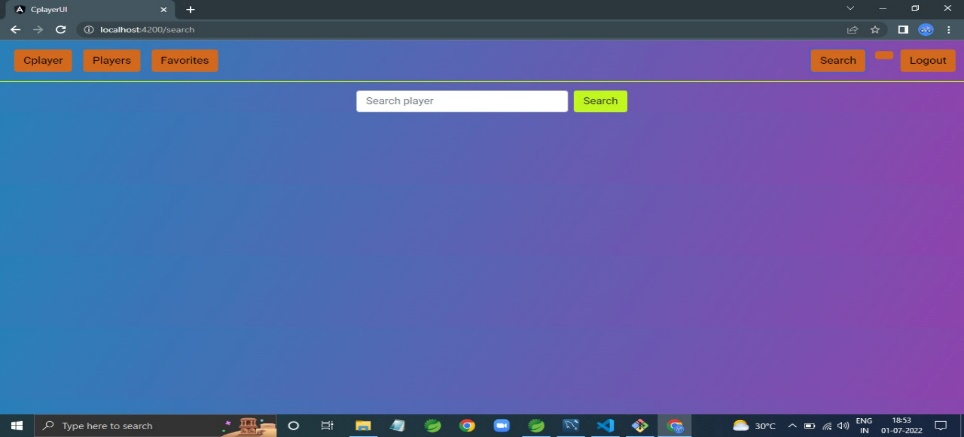 CplayerUI
localhost:4200/search
Cplayer Players Favorites Search Logout
Search player Search
Type here to search 30°C ENG 18:53
IN 01-07-2022